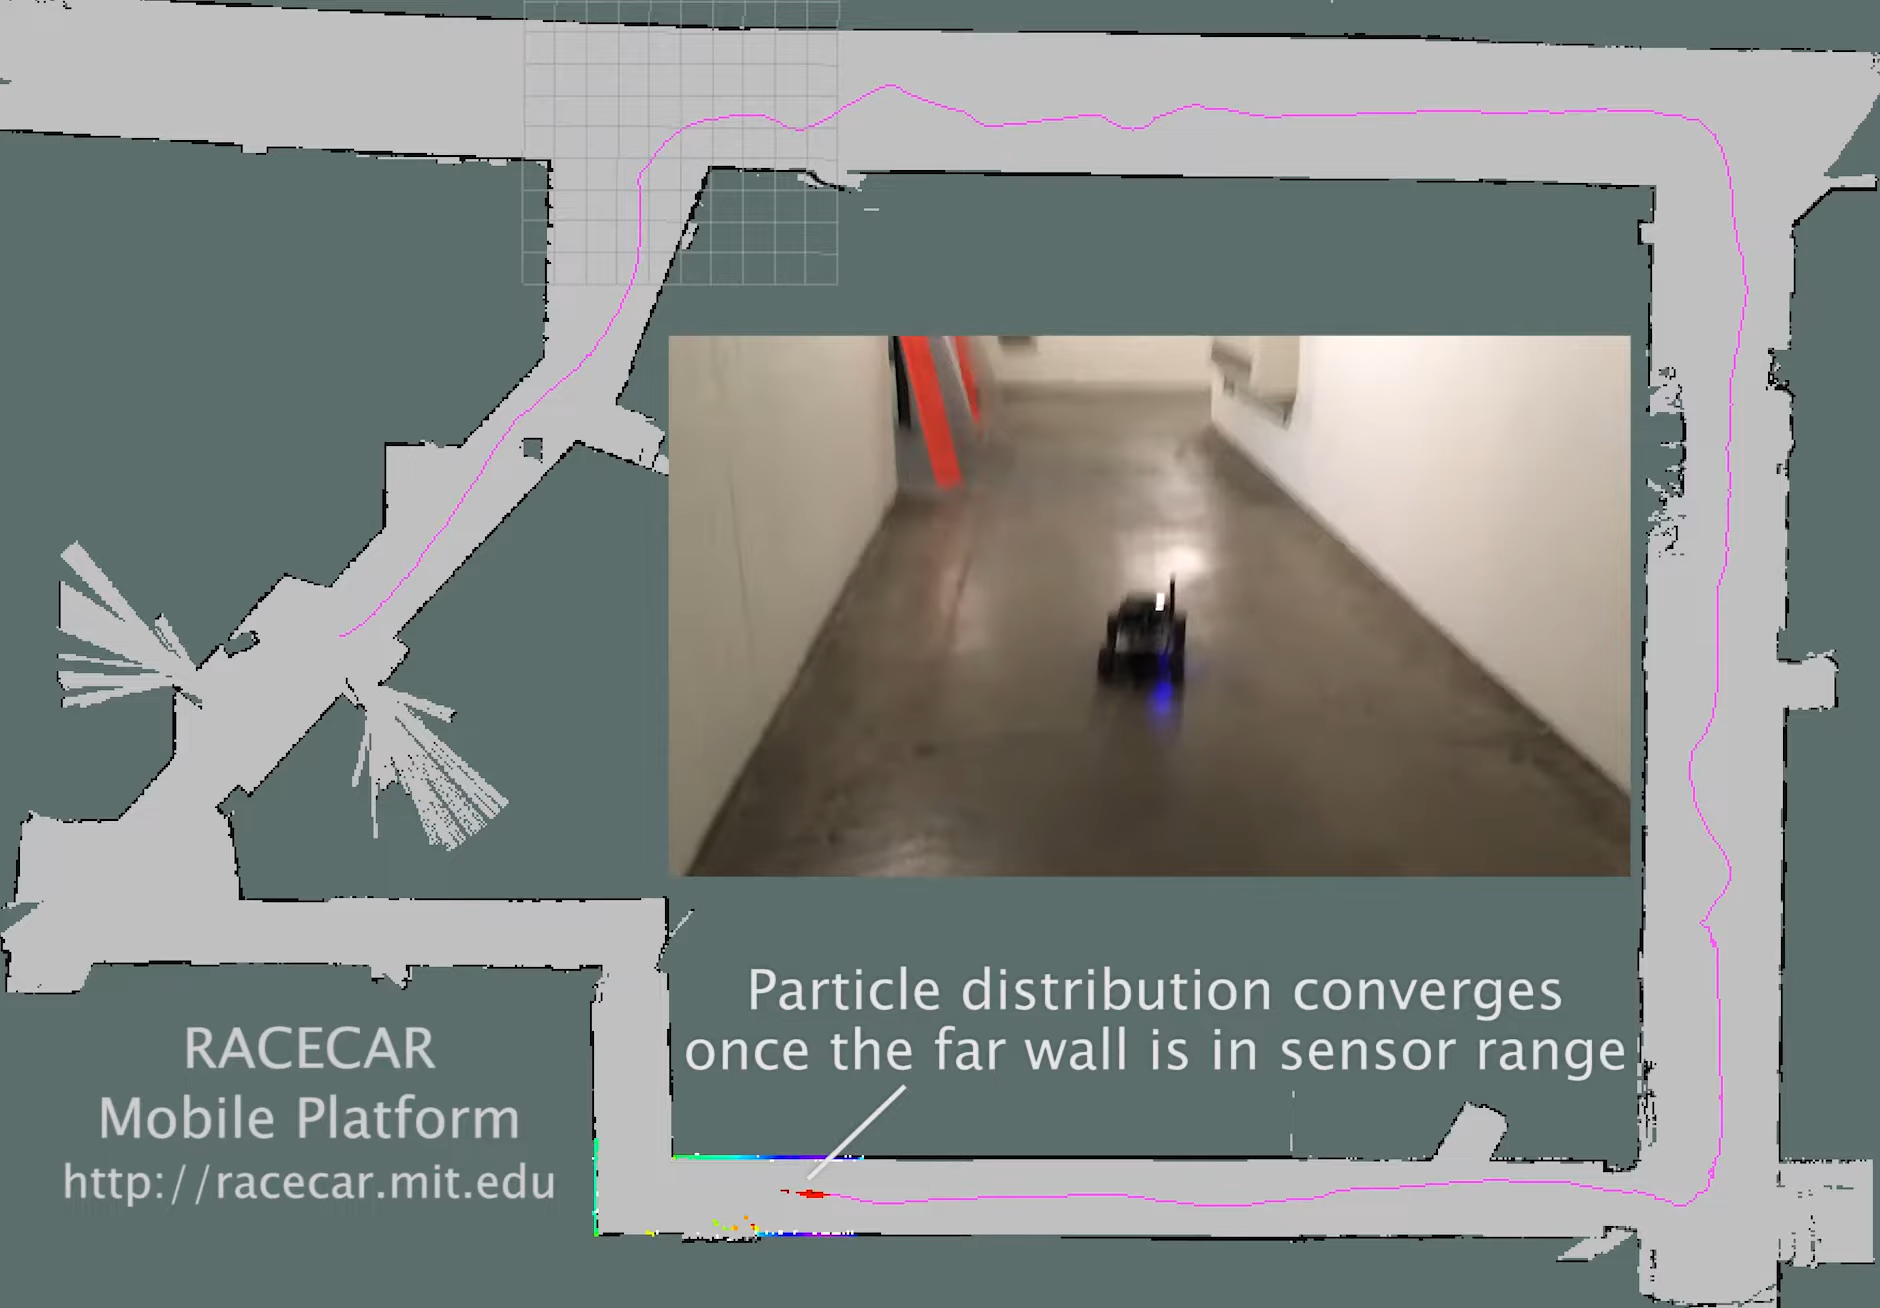 Particle distribution converges
once the far wall is in sensor range
RACECAR
Mobile Platform
http://racecar.mit.edu